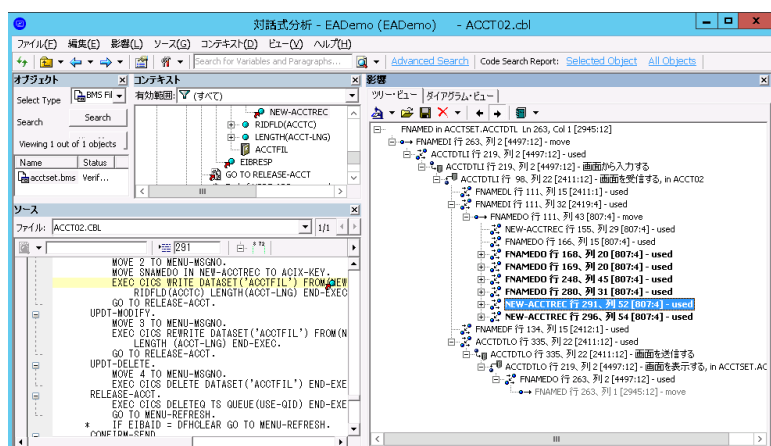 対話式分析 - EADemo (EADemo) - ACCT02.cbl
ファイル(F) 編集(E) 影響(L) ソース(G) コンテキスト(D) ビュー(V) ヘルプ(H)
Search for Variables and Paragraphs... Advanced Search Code Search Report: Selected Object All Objects
オブジェクト
Select Type BMS Fil
Search Search
Viewing 1 out of 1 objects
Name Status
acctset.bms Verif...
コンテキスト
有効範囲: (すべて)
NEW-ACCTREC
RIDFLD(ACCTC)
LENGTH(ACCT-LNG)
ACCTFIL
EIBRESP
GO TO RELEASE-ACCT
ソース
ファイル: ACCT02.CBL 1/1
291
MOVE 2 TO MENU-MSGNO.
MOVE SNAMEDO IN NEW-ACCTREC TO ACIX-KEY.
EXEC CICS WRITE DATASET('ACCTFIL') FROM(NEW
RIDFLD(ACCTC) LENGTH(ACCT-LNG) END-EXEC
GO TO RELEASE-ACCT.
UPDT-MODIFY.
MOVE 3 TO MENU-MSGNO.
EXEC CICS REWRITE DATASET('ACCTFIL') FROM(N
LENGTH (ACCT-LNG) END-EXEC.
GO TO RELEASE-ACCT.
UPDT-DELETE.
MOVE 4 TO MENU-MSGNO.
EXEC CICS DELETE DATASET('ACCTFIL') END-EXE
RELEASE-ACCT.
EXEC CICS DELETEQ TS QUEUE(USE-QID) END-EXE
GO TO MENU-REFRESH.
* IF EIBAID = DFHCLEAR GO TO MENU-REFRESH.
CONFIRM-SEND
影響
ツリー・ビュー ダイアグラム・ビュー
FNAMED in ACCTSET.ACCTDTL Ln 263, Col 1 [2945:12]
FNAMEDI 行 263、列 2 [4497:12] - move
ACCTDTLI 行 219、列 2 [4497:12] - used
ACCTDTLI 行 219、列 2 [4497:12] - 画面から入力する
ACCTDTLI 行 98、列 22 [2411:12] - 画面を受信する, in ACCT02
FNAMEDL 行 111、列 15 [2411:1] - used
FNAMEDI 行 111、列 32 [2419:4] - used
FNAMEDO 行 111、列 43 [807:4] - move
NEW-ACCTREC 行 155、列 29 [807:4] - used
FNAMEDO 行 166、列 15 [807:4] - used
FNAMEDO 行 168、列 20 [807:4] - used
FNAMEDO 行 169、列 20 [807:4] - used
FNAMEDO 行 248、列 45 [807:4] - used
FNAMEDO 行 280、列 31 [807:4] - used
NEW-ACCTREC 行 291、列 52 [807:4] - used
NEW-ACCTREC 行 296、列 54 [807:4] - used
FNAMEDF 行 134、列 15 [2412:1] - used
ACCTDTLO 行 335、列 22 [2411:12] - used
ACCTDTLO 行 335、列 22 [2411:12] - 画面を送信する
ACCTDTLO 行 219、列 2 [4497:12] - 画面を表示する, in ACCTSET.AC
FNAMEDO 行 263、列 2 [4497:12] - used
FNAMED 行 263、列 1 [2945:12] - move